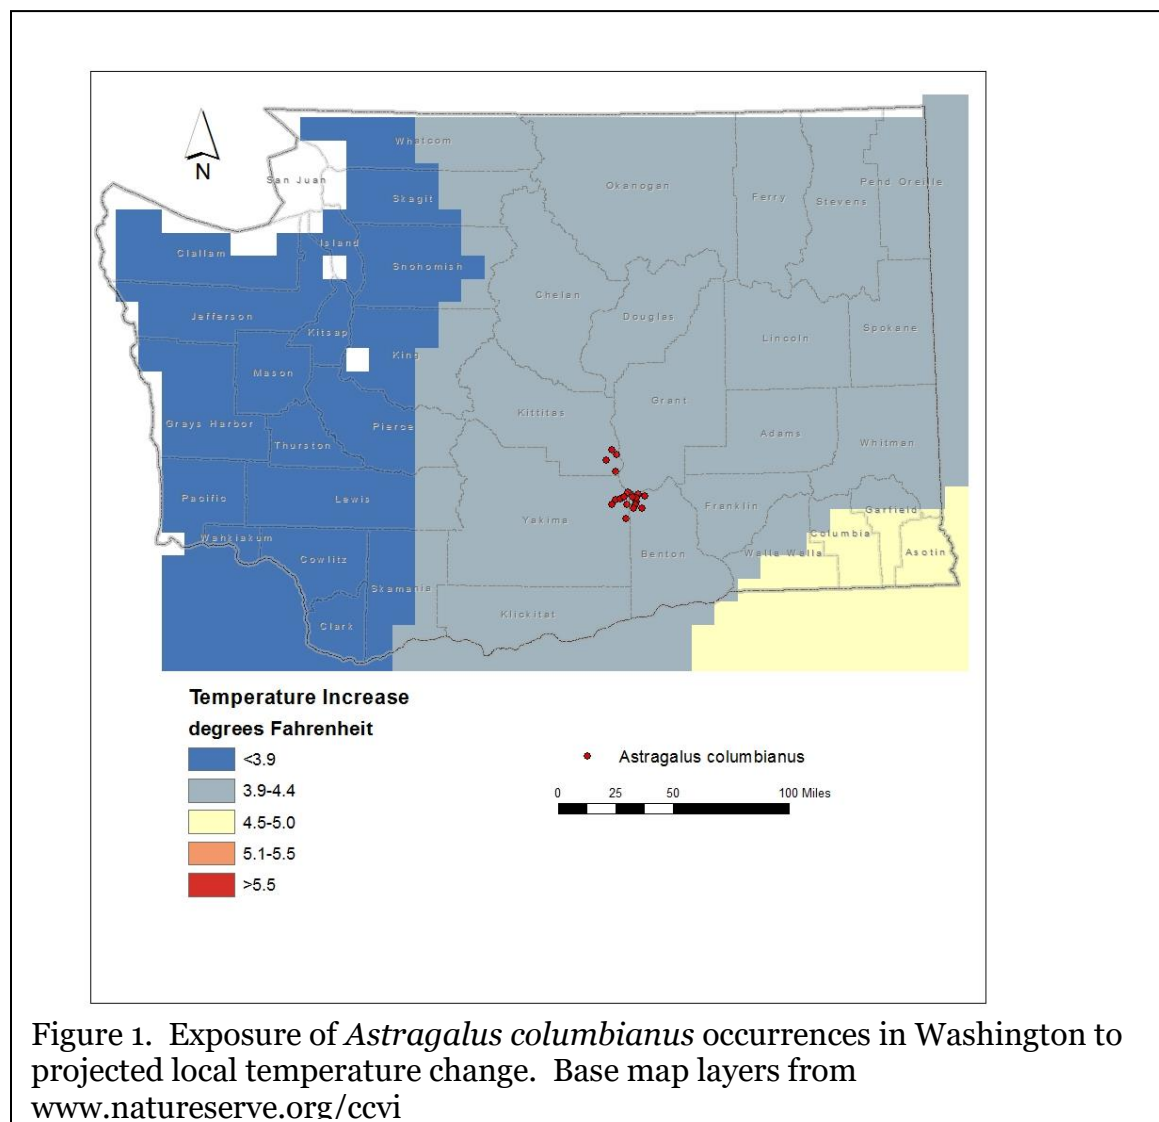 N
San Juan
Whatcom
Skagit
Island
Clallam
Snohomish
Okanogan
Ferry
Stevens
Pend Oreille
Chelan
Douglas
Jefferson
Kitsap
King
Mason
Lincoln
Spokane
Grays Harbor
Thurston
Pierce
Kittitas
Grant
Adams
Whitman
Pacific
Lewis
Yakima
Franklin
Garfield
Wahkiakum
Cowlitz
Benton
Walla Walla
Columbia
Asotin
Skamania
Klickitat
Clark
Temperature Increase
degrees Fahrenheit
<3.9
3.9-4.4
4.5-5.0
5.1-5.5
>5.5
Astragalus columbianus
0 25 50 100 Miles
Figure 1. Exposure of Astragalus columbianus occurrences in Washington to
projected local temperature change. Base map layers from
www.natureserve.org/ccvi